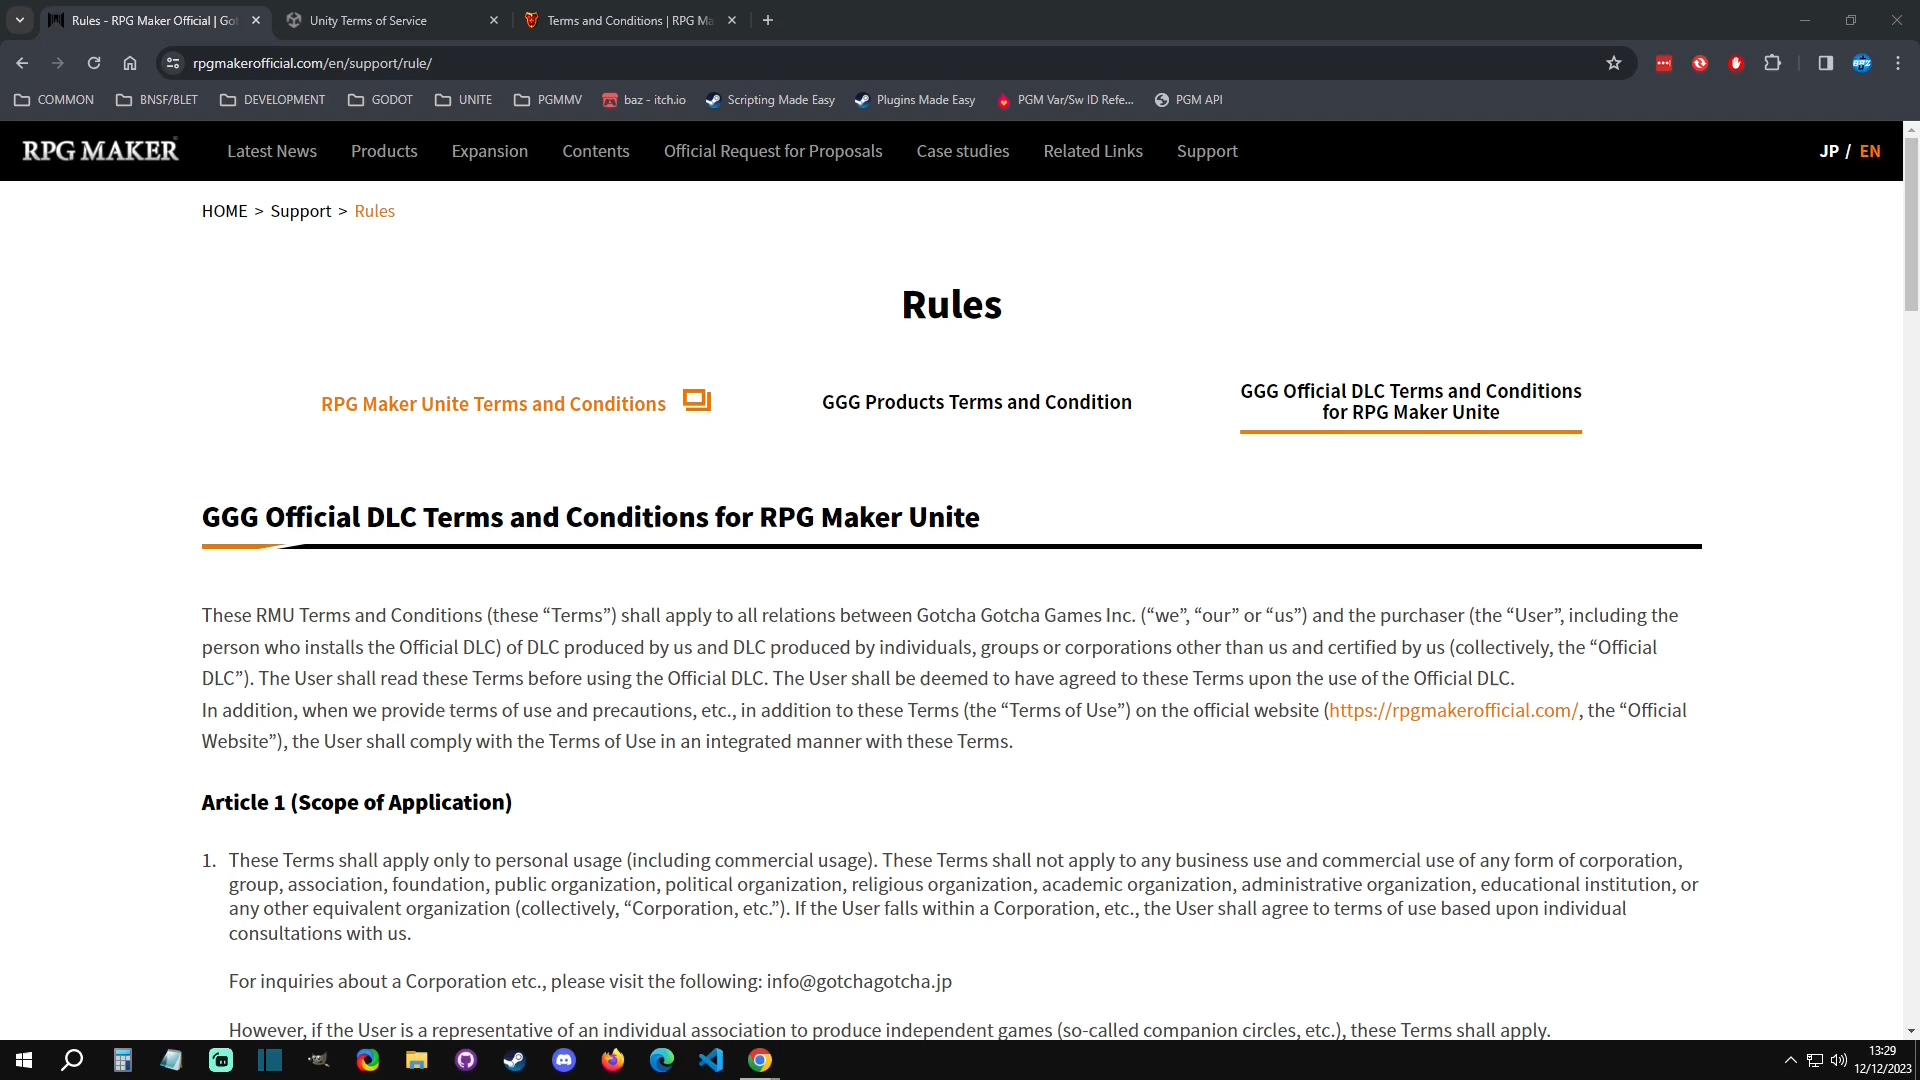 Rules - RPG Maker Official | Got
Unity Terms of Service
Terms and Conditions | RPG Ma
rpgmakerofficial.com/en/support/rule/
COMMON
BNSF/BLET
DEVELOPMENT
GODOT
UNITE
PGMMV
baz - itch.io
Scripting Made Easy
Plugins Made Easy
PGM Var/Sw ID Refe...
PGM API
RPG MAKER
Latest News
Products
Expansion
Contents
Official Request for Proposals
Case studies
Related Links
Support
JP / EN
HOME > Support > Rules
Rules
RPG Maker Unite Terms and Conditions
GGG Products Terms and Condition
GGG Official DLC Terms and Conditions
for RPG Maker Unite
GGG Official DLC Terms and Conditions for RPG Maker Unite
These RMU Terms and Conditions (these “Terms”) shall apply to all relations between Gotcha Gotcha Games Inc. (“we”, “our” or “us”) and the purchaser (the “User”, including the
person who installs the Official DLC) of DLC produced by us and DLC produced by individuals, groups or corporations other than us and certified by us (collectively, the “Official
DLC”). The User shall read these Terms before using the Official DLC. The User shall be deemed to have agreed to these Terms upon the use of the Official DLC.
In addition, when we provide terms of use and precautions, etc., in addition to these Terms (the “Terms of Use”) on the official website (https://rpgmakerofficial.com/, the “Official
Website”), the User shall comply with the Terms of Use in an integrated manner with these Terms.
Article 1 (Scope of Application)
1. These Terms shall apply only to personal usage (including commercial usage). These Terms shall not apply to any business use and commercial use of any form of corporation,
group, association, foundation, public organization, political organization, religious organization, academic organization, administrative organization, educational institution, or
any other equivalent organization (collectively, “Corporation, etc.”). If the User falls within a Corporation, etc., the User shall agree to terms of use based upon individual
consultations with us.
For inquiries about a Corporation etc., please visit the following: info@gotchagotcha.jp
However, if the User is a representative of an individual association to produce independent games (so-called companion circles, etc.), these Terms shall apply.
13:29
12/12/2023